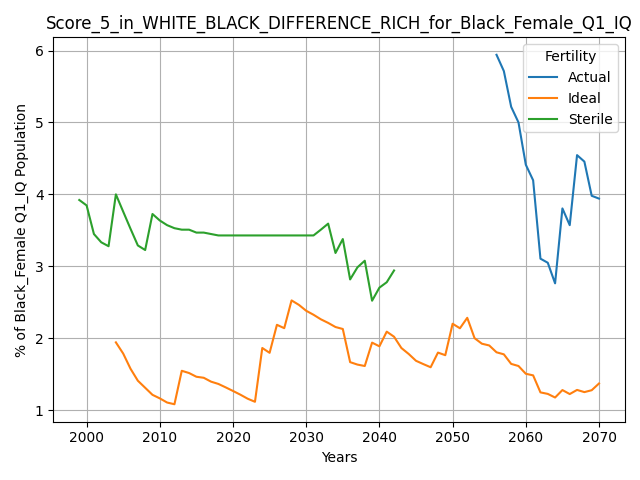 Score_5_in_WHITE_BLACK_DIFFERENCE_RICH_for_Black_Female_Q1_IQ
Fertility
Actual
Ideal
Sterile
% of Black_Female Q1_IQ Population
6
5
4
3
2
1
2000 2010 2020 2030 2040 2050 2060 2070
Years